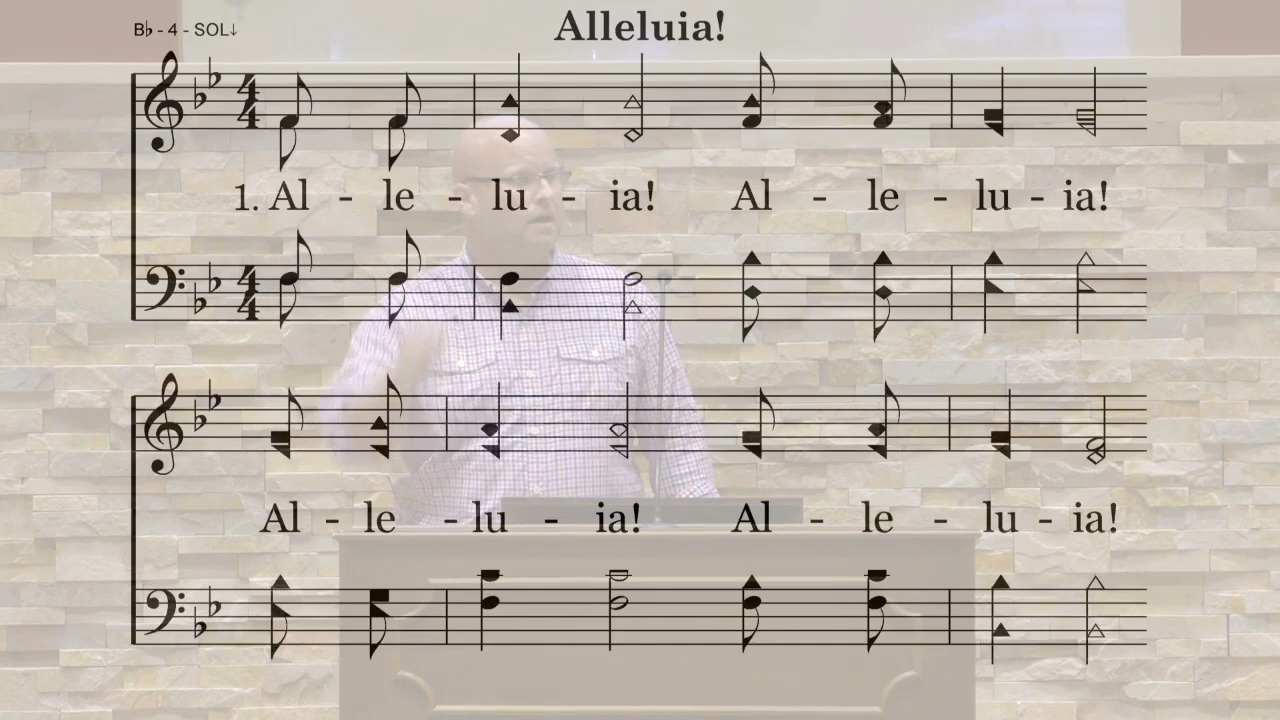 Alleluia!
B♭ - 4 - SOL↓
1. Al - le - lu - ia! Al - le - lu - ia!
Al - le - lu - ia! Al - le - lu - ia!